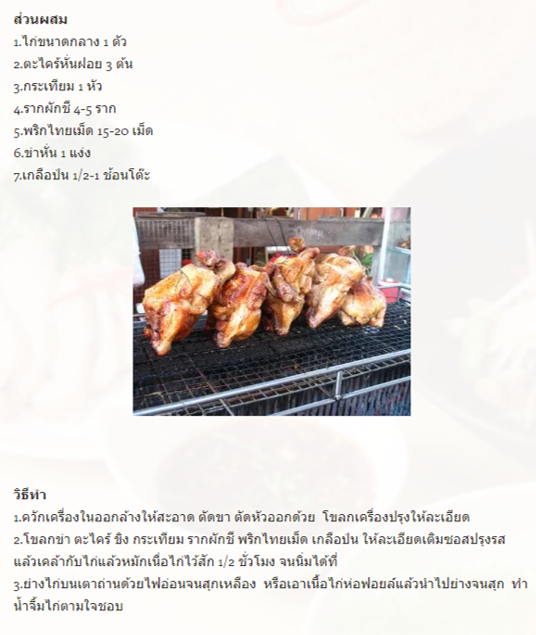 ส่วนผสม
1.ไก่ขนาดกลาง 1 ตัว
2.ตะไคร้หั่นฝอย 3 ต้น
3.กระเทียม 1 หัว
4.รากผักชี 4-5 ราก
5.พริกไทยเม็ด 15-20 เม็ด
6.ข่าหั่น 1 แง่ง
7.เกลือป่น 1/2-1 ช้อนโต๊ะ
วิธีทำ
1.ควักเครื่องในออกล้างให้สะอาด ตัดขา ตัดหัวออกด้วย โขลกเครื่องปรุงให้ละเอียด
2.โขลกข่า ตะไคร้ ขิง กระเทียม รากผักชี พริกไทยเม็ด เกลือป่น ให้ละเอียดเติมซอสปรุงรส
แล้วเคล้ากับไก่แล้วหมักเนื้อไก่ไว้สัก 1/2 ชั่วโมง จนนิ่มได้ที่
3.ย่างไก่บนเตาถ่านด้วยไฟอ่อนจนสุกเหลือง หรือเอาเนื้อไก่ห่อฟอยล์แล้วนำไปย่างจนสุก ทำ
น้ำจิ้มไก่ตามใจชอบ